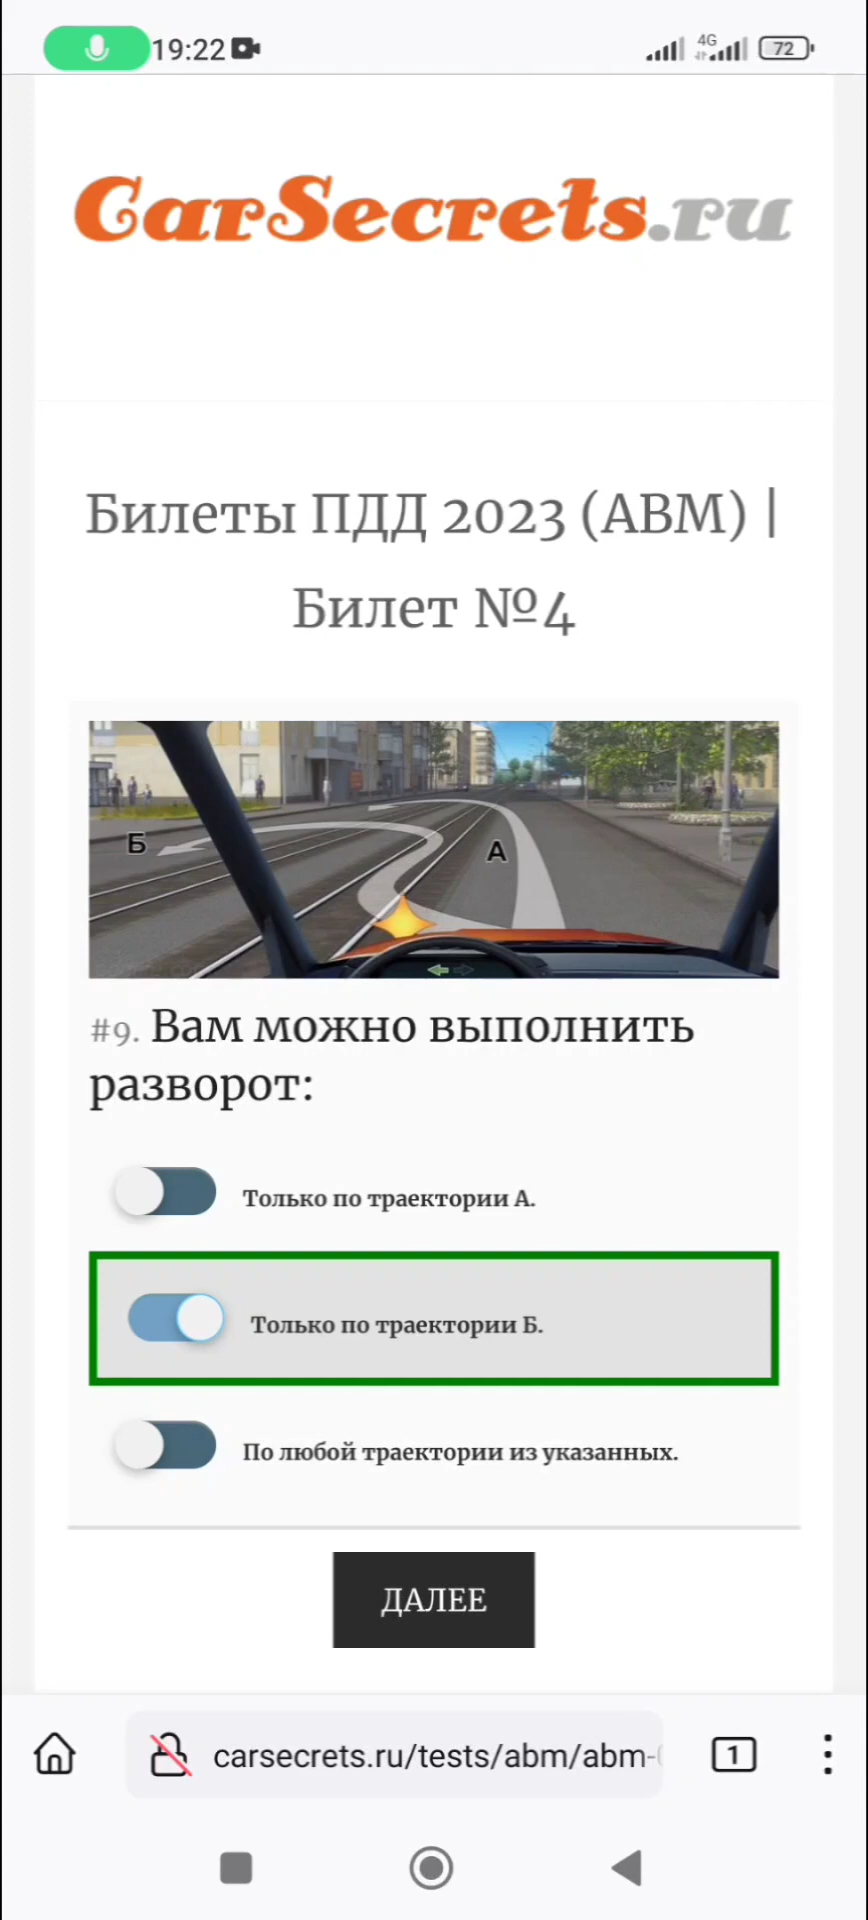 19:22
4G
72
CarSecrets.ru
Билеты ПДД 2023 (АВМ) |
Билет №4
Б
А
#9. Вам можно выполнить
разворот:
Только по траектории А.
Только по траектории Б.
По любой траектории из указанных.
ДАЛЕЕ
carsecrets.ru/tests/abm/abm-
1